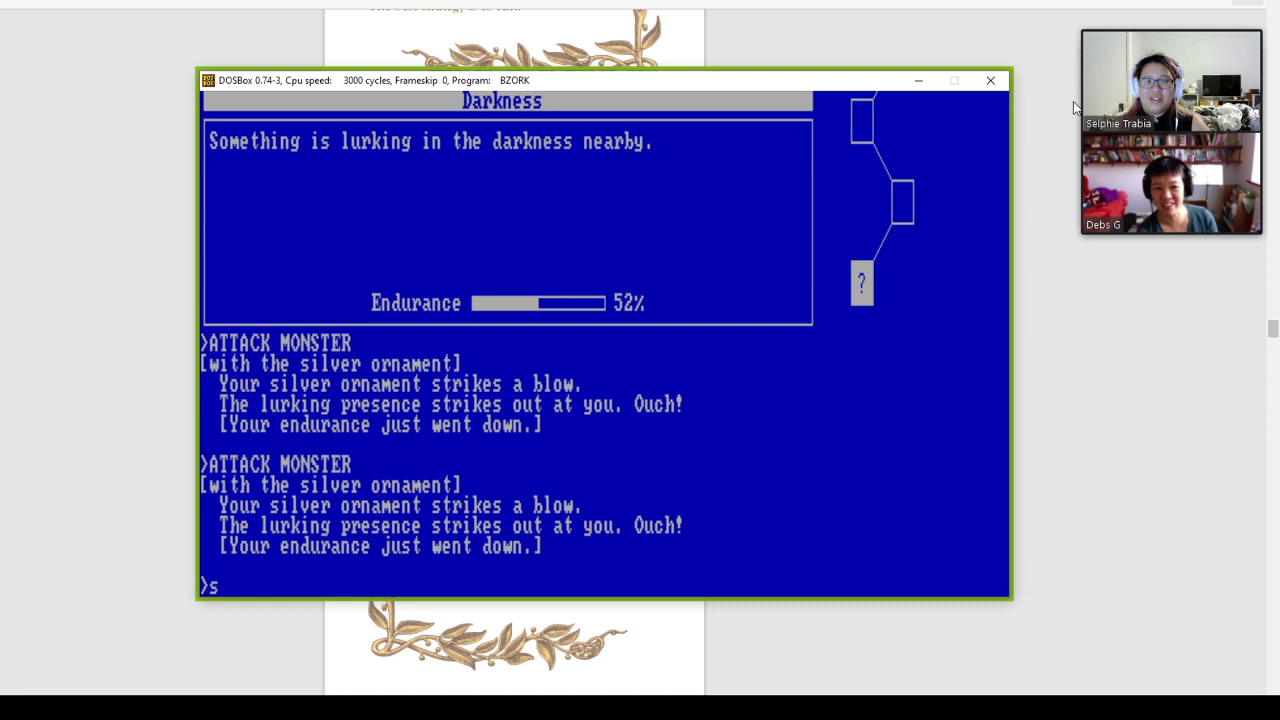 DOSBox 0.74-3, Cpu speed: 3000 cycles, Frameskip 0, Program: BZORK
Darkness
Something is lurking in the darkness nearby.
?
Endurance 52%
>ATTACK MONSTER
[with the silver ornament]
Your silver ornament strikes a blow.
The lurking presence strikes out at you. Ouch!
[Your endurance just went down.]
>ATTACK MONSTER
[with the silver ornament]
Your silver ornament strikes a blow.
The lurking presence strikes out at you. Ouch!
[Your endurance just went down.]
>s
Selphie Trabia
Debs G